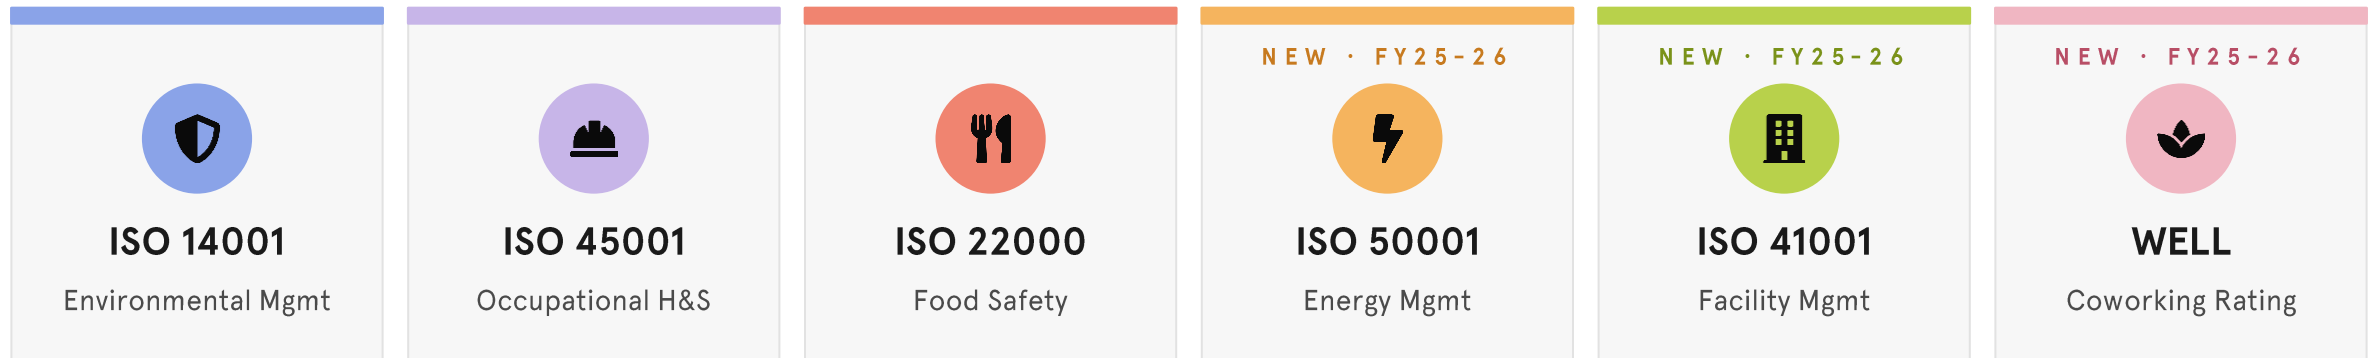 ISO 14001
Environmental Mgmt
ISO 45001
Occupational H&S
ISO 22000
Food Safety
NEW · FY25-26
ISO 50001
Energy Mgmt
NEW · FY25-26
ISO 41001
Facility Mgmt
NEW · FY25-26
WELL
Coworking Rating